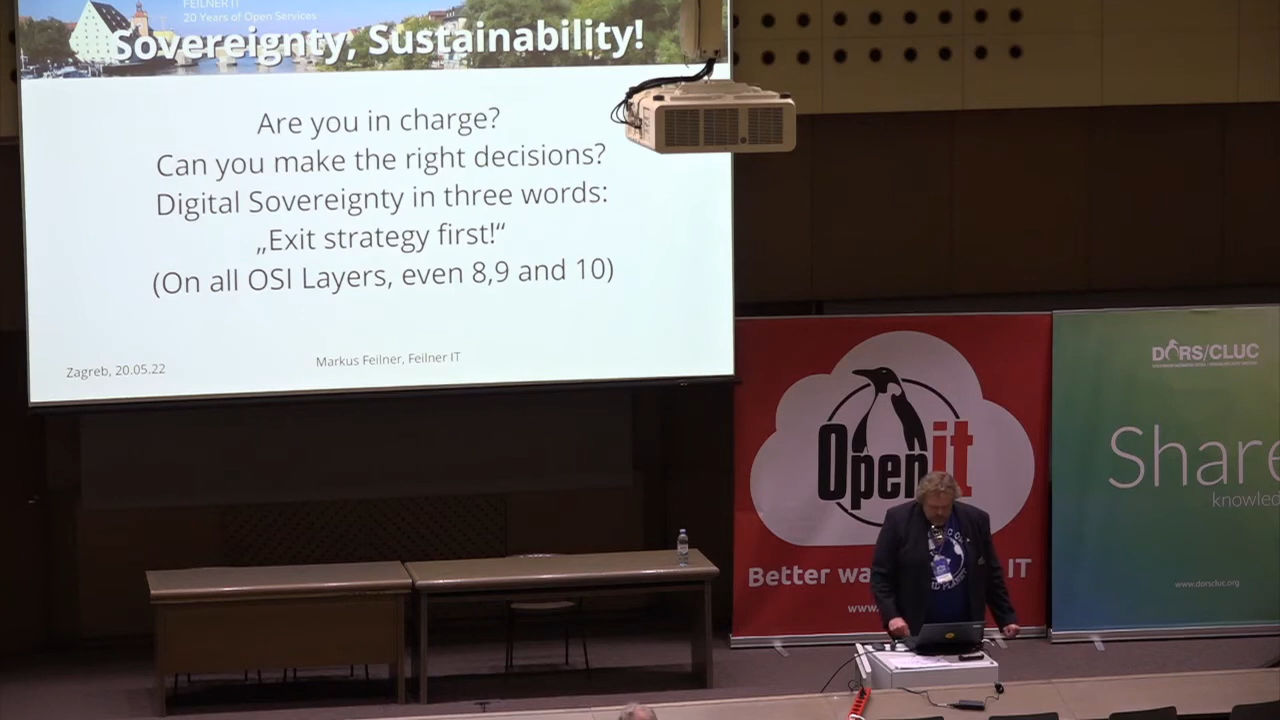 FEILNER IT
20 Years of Open Services
Sovereignty, Sustainability!
Are you in charge?
Can you make the right decisions?
Digital Sovereignty in three words:
„Exit strategy first!“
(On all OSI Layers, even 8,9 and 10)
Zagreb, 20.05.22
Markus Feilner, Feilner IT
Openit
Better wa
IT
www.
DORS/CLUC
Share
knowled
www.dorscluc.org